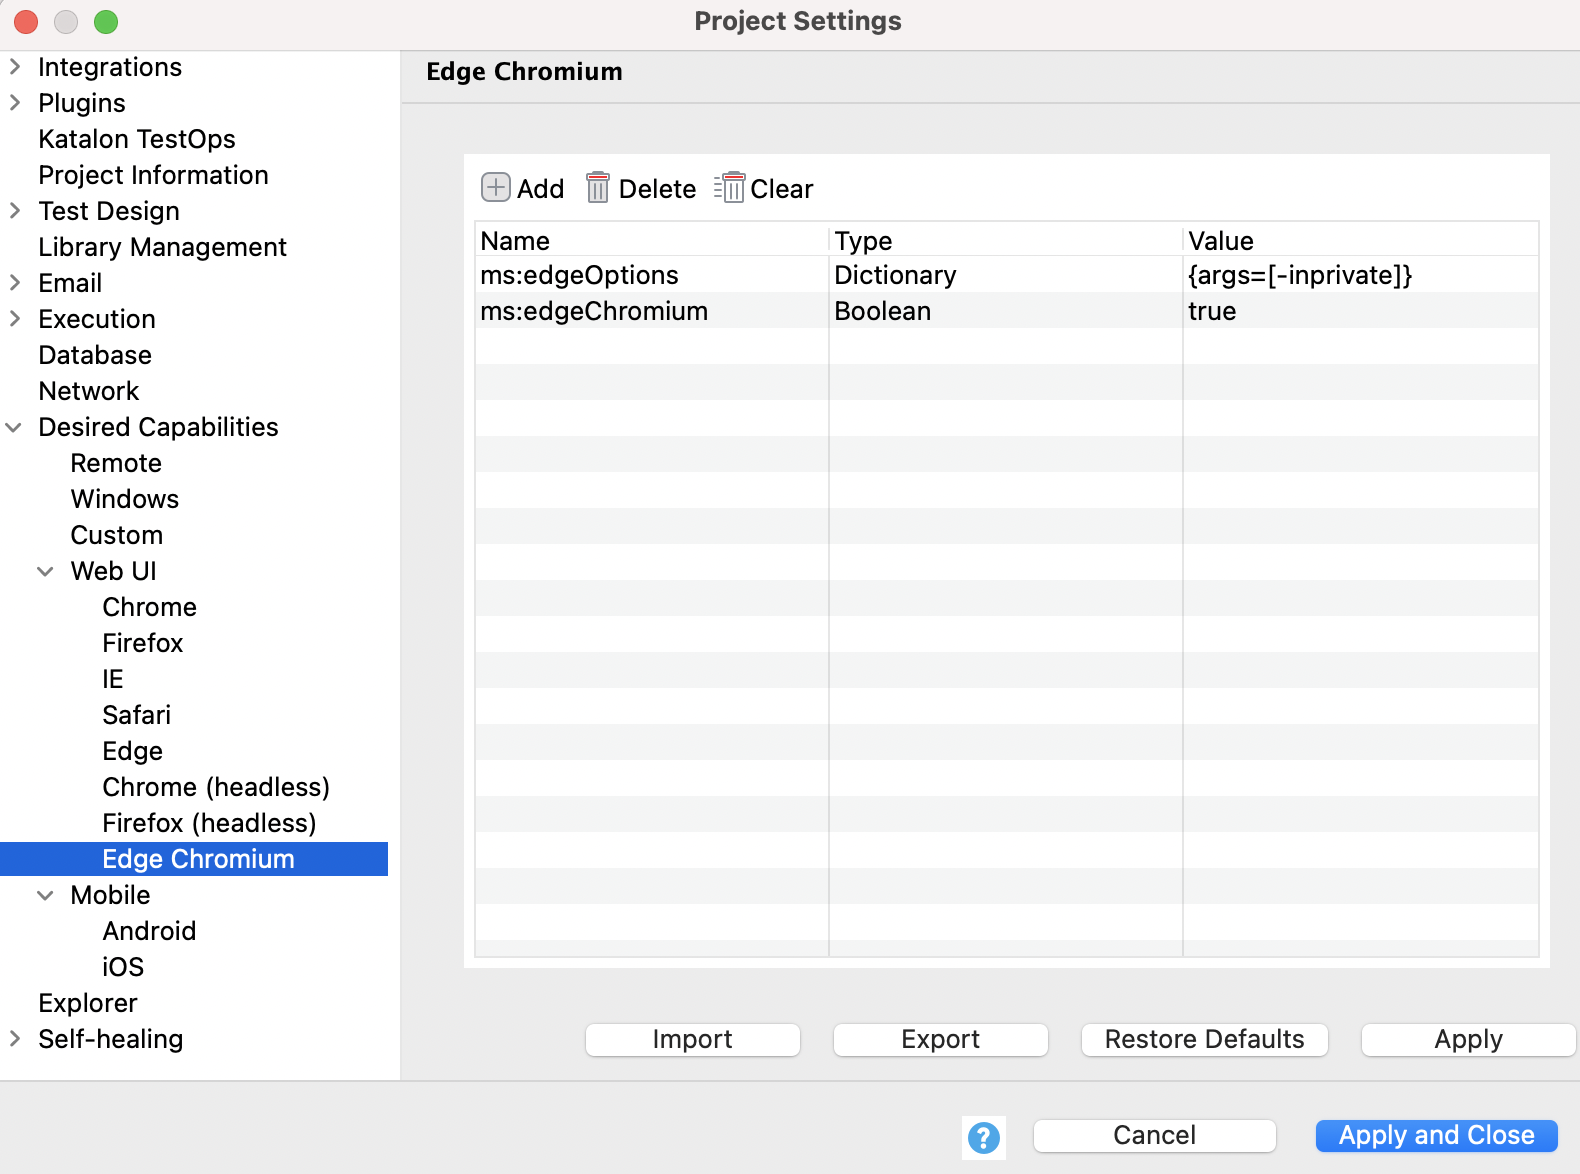 Project Settings
Integrations
Plugins
Katalon TestOps
Project Information
Test Design
Library Management
Email
Execution
Database
Network
Desired Capabilities
Remote
Windows
Custom
Web UI
Chrome
Firefox
IE
Safari
Edge
Chrome (headless)
Firefox (headless)
Edge Chromium
Mobile
Android
iOS
Explorer
Self-healing
Edge Chromium
Add Delete Clear
Name Type Value
ms:edgeOptions Dictionary {args=[-inprivate]}
ms:edgeChromium Boolean true
Import Export Restore Defaults Apply
? Cancel Apply and Close